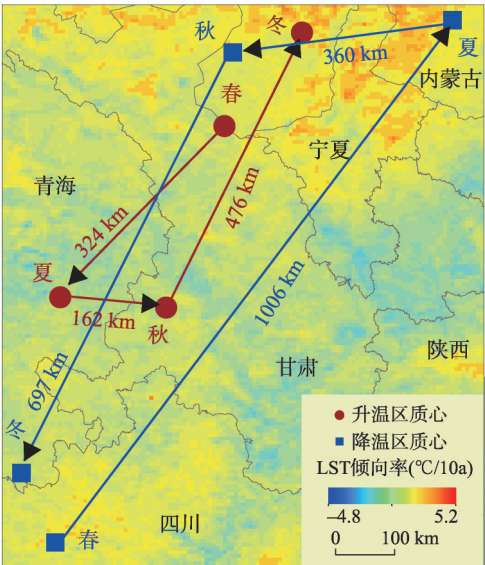 冬
秋
夏
360 km
内蒙古
春
宁夏
青海
476 km
324 km
夏
162 km
秋
1006 km
陕西
甘肃
697 km
冬
升温区质心
降温区质心
LST倾向率(℃/10a)
–4.8 5.2
0 100 km
四川
春